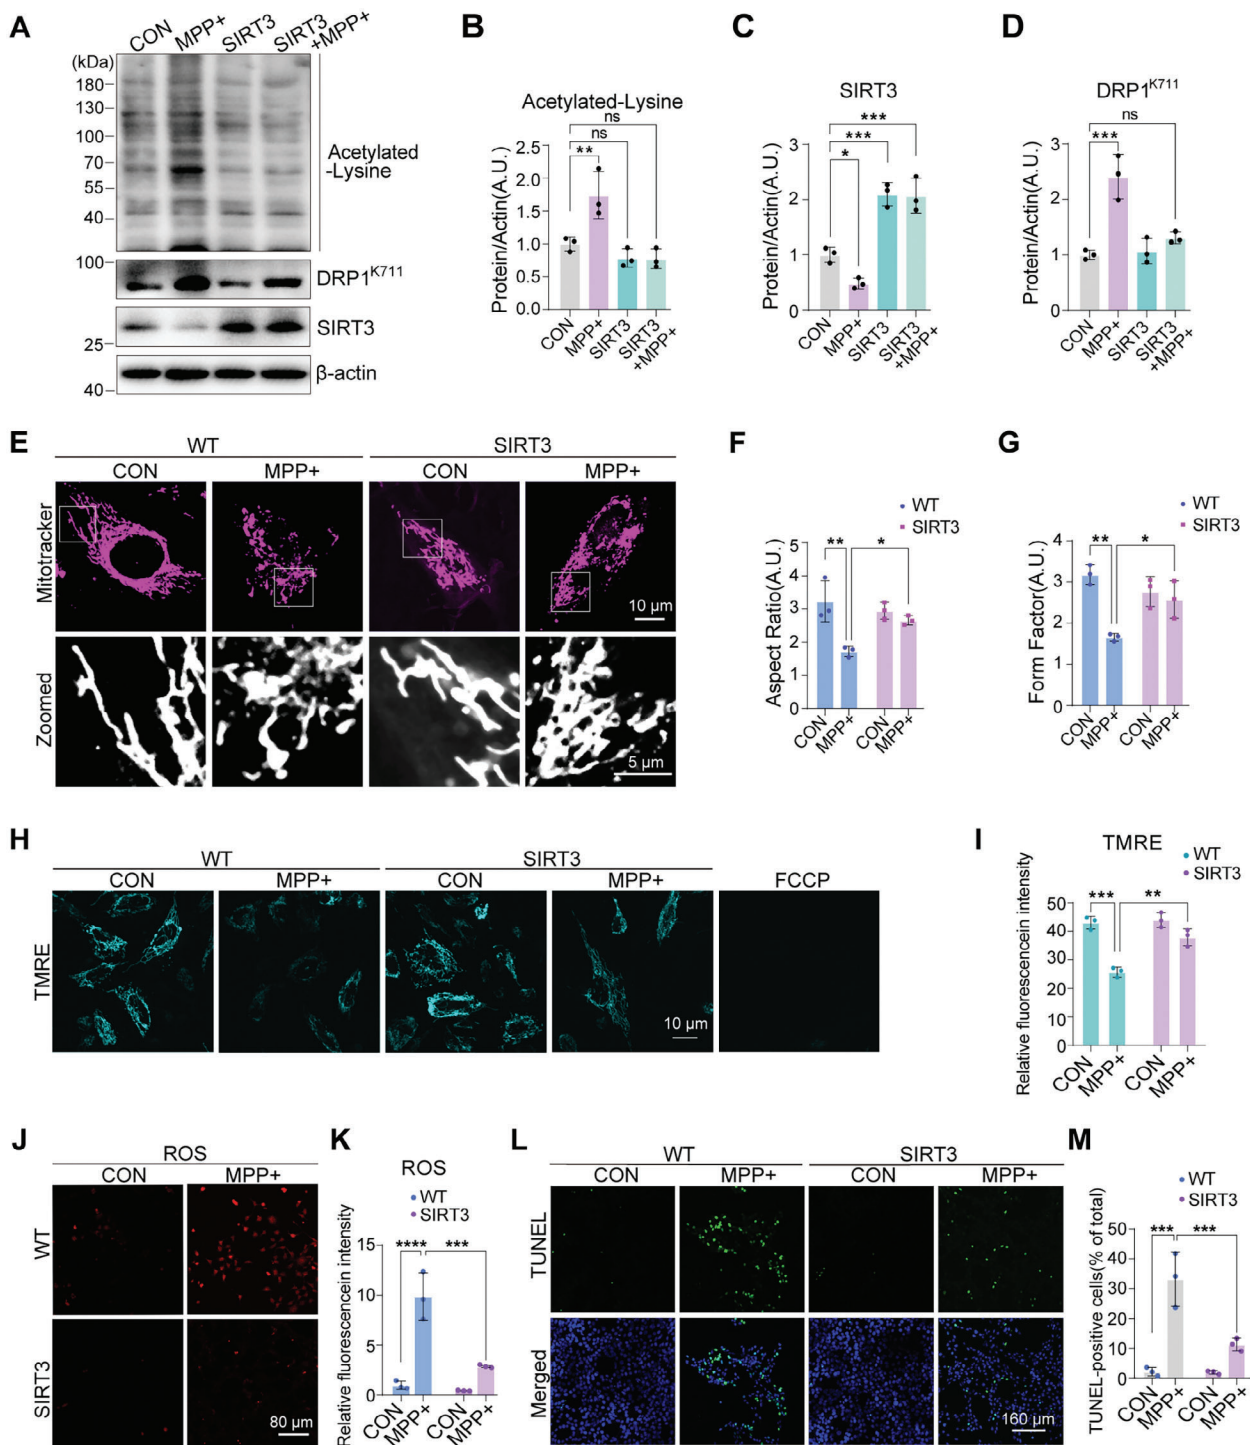 A
CON
MPP+
SIRT3
SIRT3
+MPP+
(kDa)
180
130
100
70
55
40
Acetylated
-Lysine
100
DRP1K711
SIRT3
25
β-actin
40
B
Acetylated-Lysine
ns
ns
**
Protein/Actin(A.U.)
2.5
2.0
1.5
1.0
0.5
0.0
CON
MPP+
SIRT3
SIRT3
+MPP+
C
SIRT3
***
***
*
Protein/Actin(A.U.)
3
2
1
0
CON
MPP+
SIRT3
SIRT3
+MPP+
D
DRP1K711
ns
***
Protein/Actin(A.U.)
3
2
1
0
CON
MPP+
SIRT3
SIRT3
+MPP+
E
WT
SIRT3
CON
MPP+
CON
MPP+
Mitotracker
10 µm
Zoomed
5 µm
F
WT
SIRT3
**
*
Aspect Ratio(A.U.)
5
4
3
2
1
0
CON
MPP+
CON
MPP+
G
WT
SIRT3
**
*
Form Factor(A.U.)
4
3
2
1
0
CON
MPP+
CON
MPP+
H
WT
SIRT3
CON
MPP+
CON
MPP+
FCCP
TMRE
10 µm
I
TMRE
WT
SIRT3
***
**
Relative fluorescencein intensity
50
40
30
20
10
0
CON
MPP+
CON
MPP+
J
ROS
CON
MPP+
WT
SIRT3
80 µm
K
ROS
WT
SIRT3
****
***
Relative fluorescencein intensity
15
10
5
0
CON
MPP+
CON
MPP+
L
WT
SIRT3
CON
MPP+
CON
MPP+
TUNEL
Merged
160 µm
M
WT
SIRT3
***
***
TUNEL-positive cells(% of total)
50
40
30
20
10
0
CON
MPP+
CON
MPP+